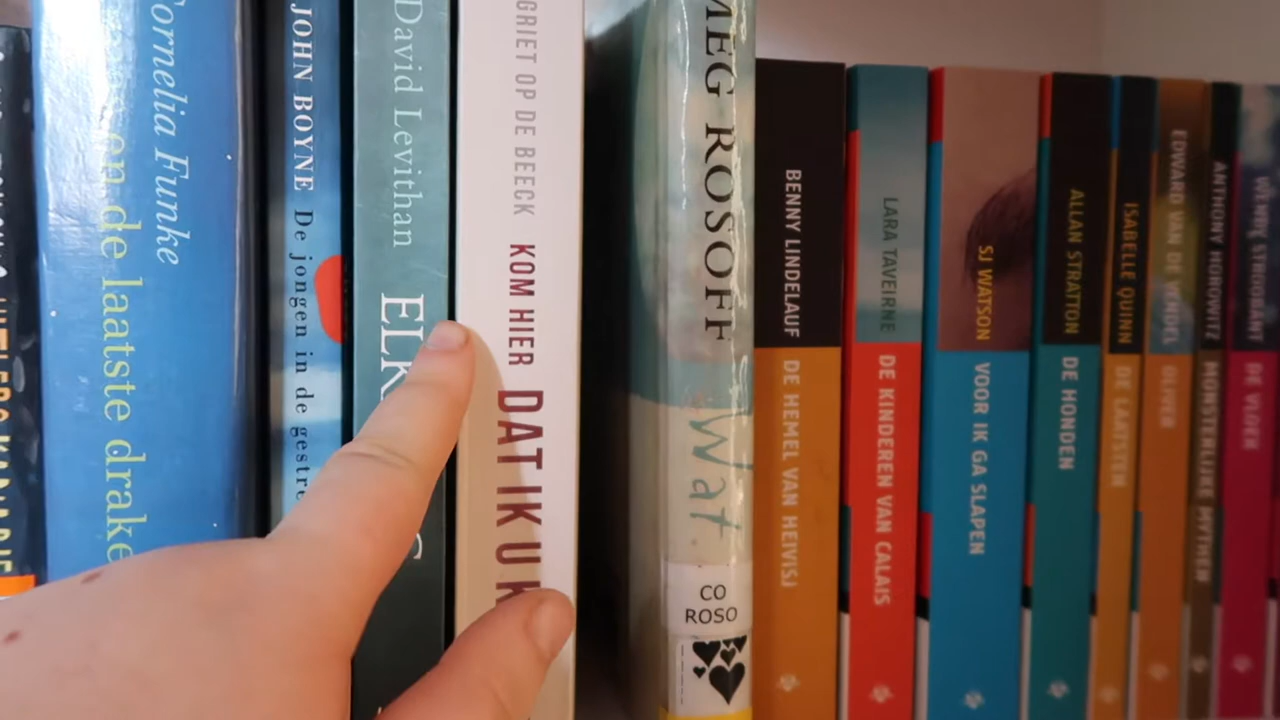 Cornelia Funke
en de laatste drake
JOHN BOYNE De jongen in de gestre
David Levithan
ELK
GRIET OP DE BEECK
KOM HIER
DAT IK U K
MEG ROSOFF
Wat
CO
ROSO
BENNY LINDELAUF DE HEMEL VAN HEIVISJ
LARA TAVEIRNE DE KINDEREN VAN CALAIS
SJ WATSON VOOR IK GA SLAPEN
ALLAN STRATTON DE HONDEN
ISABELLE QUINN DE LAATSTEN
EDWARD VAN DE VENDEL OLIVER
ANTHONY HOROWITZ MONSTERLIJKE MYTHEN
DE VLOER